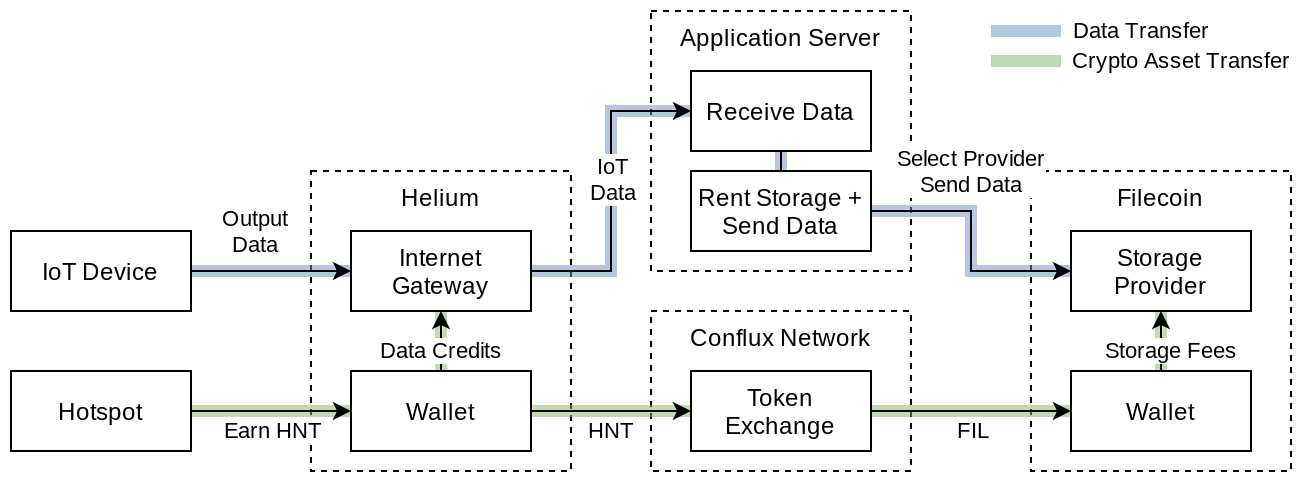 Application Server
Data Transfer
Crypto Asset Transfer
Receive Data
IoT
Data
Select Provider
Send Data
Rent Storage +
Send Data
Helium
Filecoin
Output
Data
IoT Device
Internet
Gateway
Storage
Provider
Conflux Network
Data Credits
Storage Fees
Hotspot
Earn HNT
Wallet
HNT
Token
Exchange
FIL
Wallet